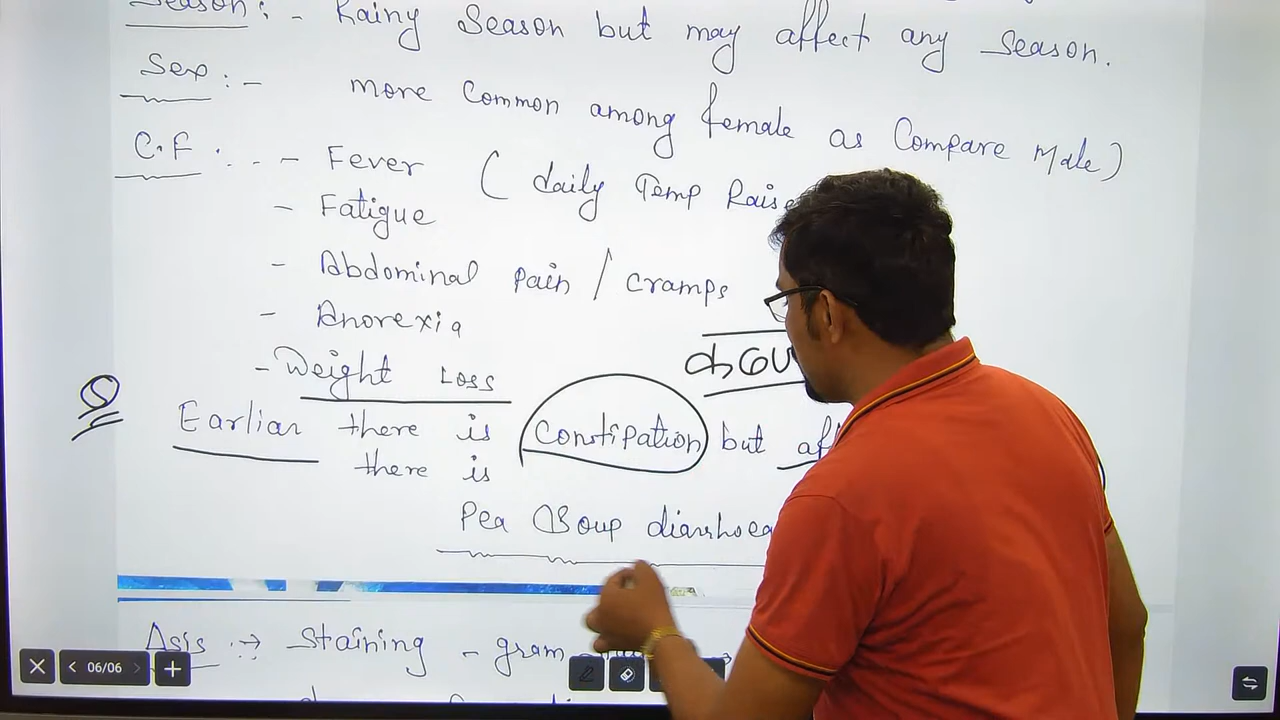 Season: - Rainy Season but may affect any Season.
Sex :- more Common among female as Compare Male)
C.F :- - Fever ( daily Temp Raise
- Fatigue
- Abdominal pain / cramps
- Anorexia
- Weight Loss
Q Earlier there is Constipation but
there is
Pea Soup diarrhoea
Staining - gram
06/06